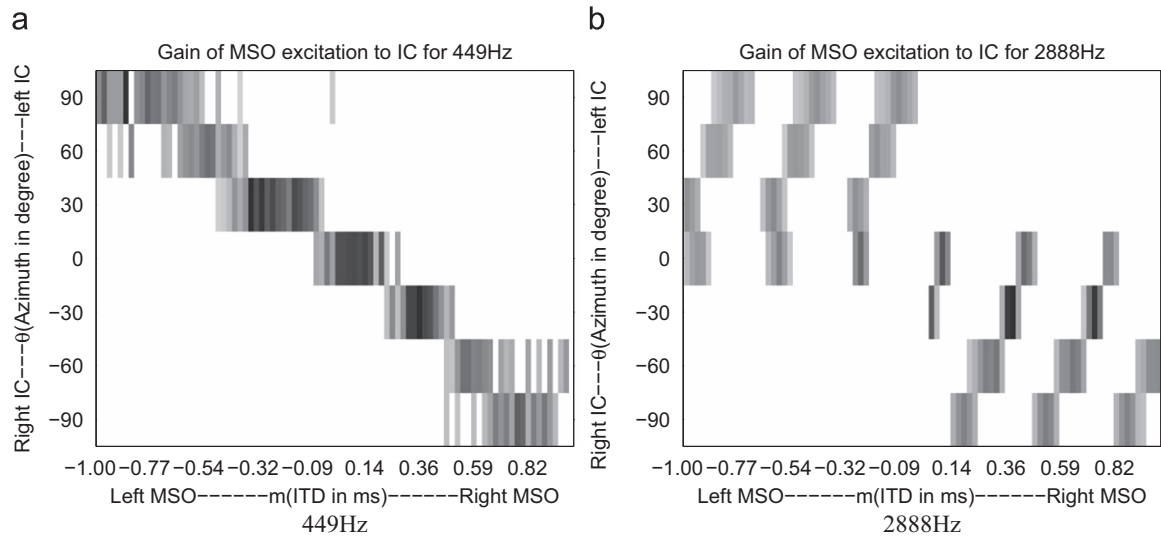 a
Gain of MSO excitation to IC for 449Hz
Right IC---θ(Azimuth in degree)---left IC
90
60
30
0
−30
−60
−90
−1.00 −0.77 −0.54 −0.32 −0.09 0.14 0.36 0.59 0.82
Left MSO------m(ITD in ms)------Right MSO
449Hz
b
Gain of MSO excitation to IC for 2888Hz
Right IC---θ(Azimuth in degree)---left IC
90
60
30
0
−30
−60
−90
−1.00 −0.77 −0.54 −0.32 −0.09 0.14 0.36 0.59 0.82
Left MSO------m(ITD in ms)------Right MSO
2888Hz